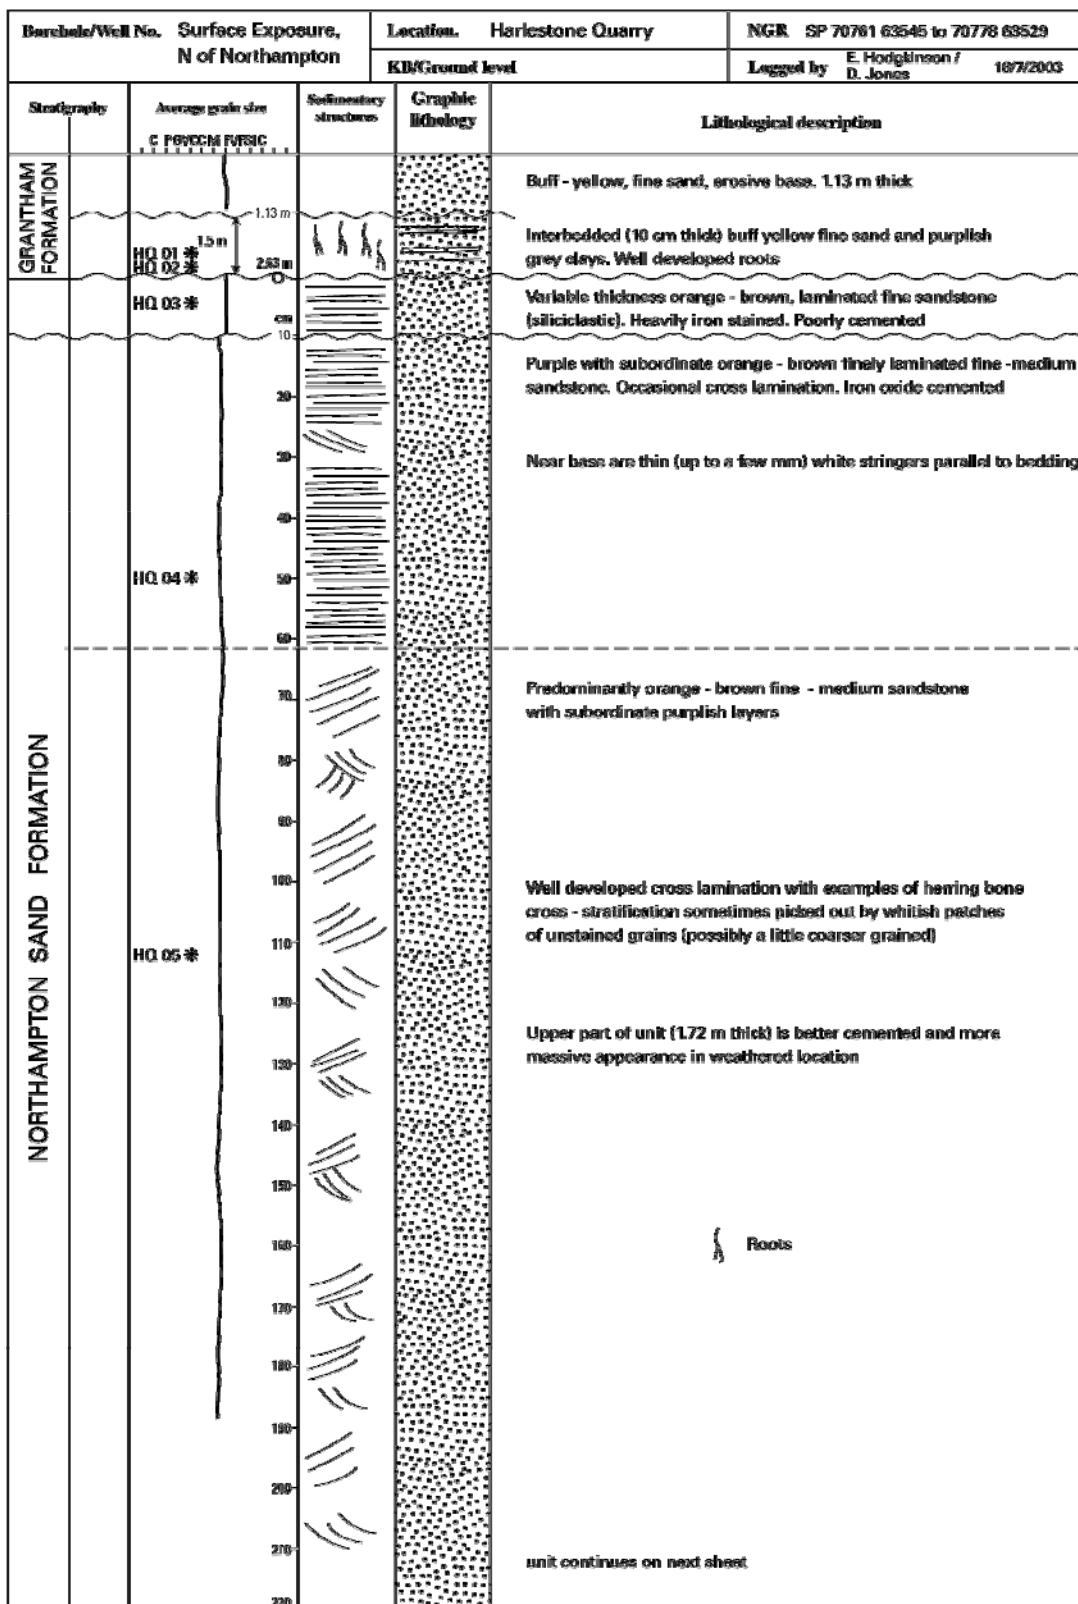 Borehole/Well No. Surface Exposure,
N of Northampton
Location. Harlestone Quarry
KB/Ground level
NGR SP 70761 63545 to 70778 63529
Logged by E. Hodgkinson /
D. Jones 16/7/2003
Stratigraphy
Average grain size
C P GVCCM FVFSIC
Sedimentary
structures
Graphic
lithology
Lithological description
GRANTHAM
FORMATION
Buff - yellow, fine sand, erosive base. 1.13 m thick
1.13 m
1.5 m
HQ 01 *
HQ 02 *
2.63 m
Interbedded (10 cm thick) buff yellow fine sand and purplish
grey clays. Well developed roots
0
HQ 03 *
cm
10
Variable thickness orange - brown, laminated fine sandstone
(siliciclastic). Heavily iron stained. Poorly cemented
NORTHAMPTON SAND FORMATION
Purple with subordinate orange - brown finely laminated fine -medium
sandstone. Occasional cross lamination. Iron oxide cemented
20
30
Near base are thin (up to a few mm) white stringers parallel to bedding
40
HQ 04 *
50
60
70
Predominantly orange - brown fine - medium sandstone
with subordinate purplish layers
80
90
100
Well developed cross lamination with examples of herring bone
cross - stratification sometimes picked out by whitish patches
of unstained grains (possibly a little coarser grained)
110
HQ 05 *
120
Upper part of unit (1.72 m thick) is better cemented and more
massive appearance in weathered location
130
140
150
160
Roots
170
180
190
200
210
unit continues on next sheet
220